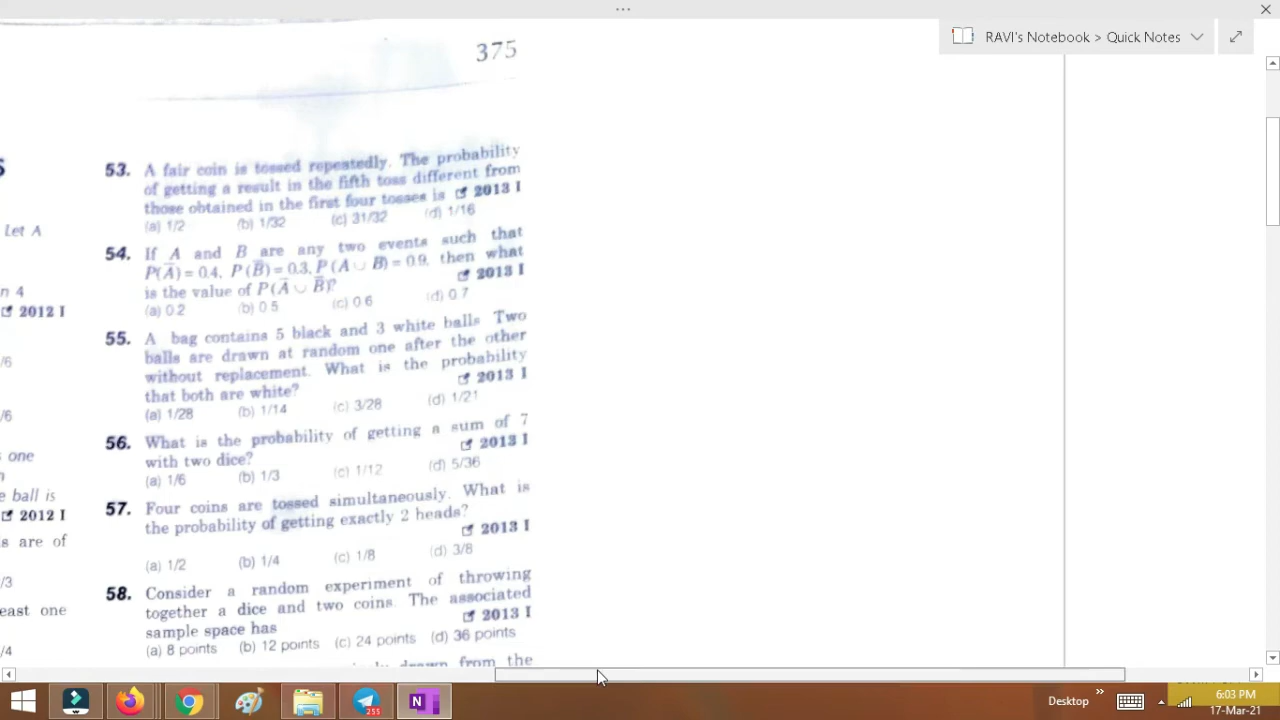 RAVI's Notebook > Quick Notes
375
S
Let A
n 4
2012 I
/6
/6
s one
n
e ball is
2012 I
s are of
/3
east one
/4
53. A fair coin is tossed repeatedly. The probability
of getting a result in the fifth toss different from
those obtained in the first four tosses is 2013 I
(a) 1/2 (b) 1/32 (c) 31/32 (d) 1/16
54. If A and B are any two events such that
P(A̅) = 0.4, P(B̅) = 0.3, P(A ∪ B) = 0.9, then what
is the value of P(A̅ ∪ B̅)? 2013 I
(a) 0.2 (b) 0.5 (c) 0.6 (d) 0.7
55. A bag contains 5 black and 3 white balls. Two
balls are drawn at random one after the other
without replacement. What is the probability
that both are white? 2013 I
(a) 1/28 (b) 1/14 (c) 3/28 (d) 1/21
56. What is the probability of getting a sum of 7
with two dice? 2013 I
(a) 1/6 (b) 1/3 (c) 1/12 (d) 5/36
57. Four coins are tossed simultaneously. What is
the probability of getting exactly 2 heads?
2013 I
(a) 1/2 (b) 1/4 (c) 1/8 (d) 3/8
58. Consider a random experiment of throwing
together a dice and two coins. The associated
sample space has 2013 I
(a) 8 points (b) 12 points (c) 24 points (d) 36 points
drawn from the
255
N
Desktop
6:03 PM
17-Mar-21